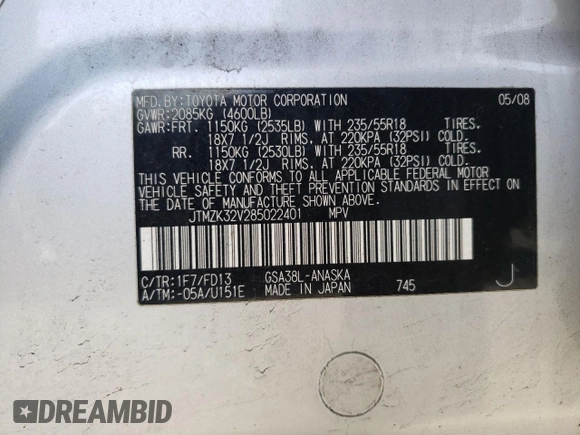 MFD.BY:TOYOTA MOTOR CORPORATION 05/08
GVWR:2085KG (4600LB)
GAWR:FRT. 1150KG (2535LB) WITH 235/55R18 TIRES.
18X7 1/2J RIMS, AT 220KPA (32PSI) COLD.
RR. 1150KG (2530LB) WITH 235/55R18 TIRES.
18X7 1/2J RIMS, AT 220KPA (32PSI) COLD.
THIS VEHICLE CONFORMS TO ALL APPLICABLE FEDERAL MOTOR
VEHICLE SAFETY AND THEFT PREVENTION STANDARDS IN EFFECT ON
THE DATE OF MANUFACTURE SHOWN ABOVE.
JTMZK32V285022401 MPV
C/TR:1F7/FD13 GSA38L-ANASKA
A/TM:-05A/U151E MADE IN JAPAN 745 J
DREAMBID